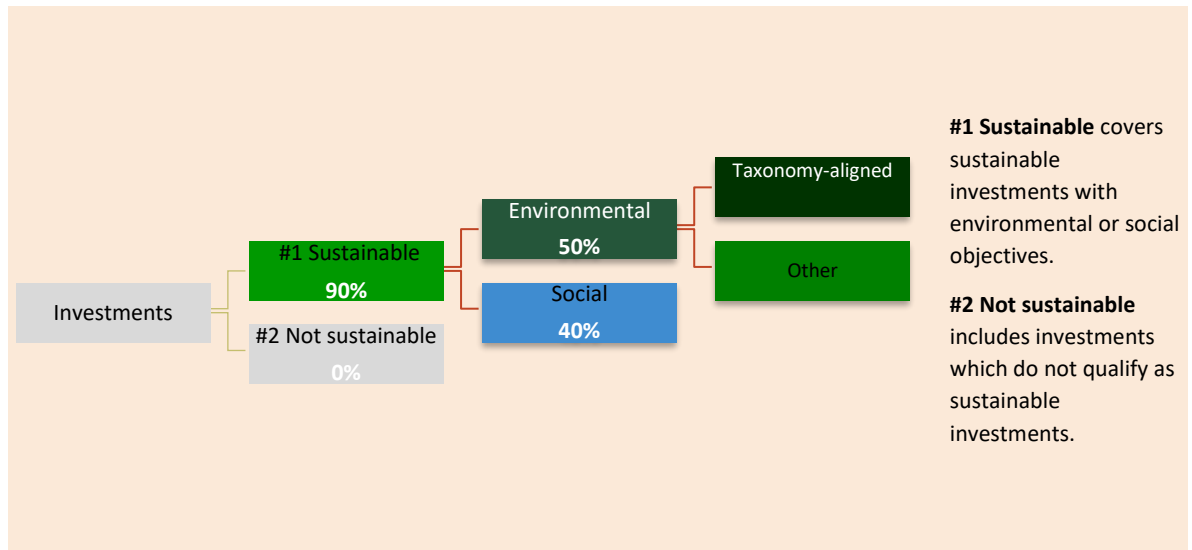 Investments
#1 Sustainable
90%
#2 Not sustainable
0%
Environmental
50%
Social
40%
Taxonomy-aligned
Other
#1 Sustainable covers
sustainable
investments with
environmental or social
objectives.
#2 Not sustainable
includes investments
which do not qualify as
sustainable
investments.